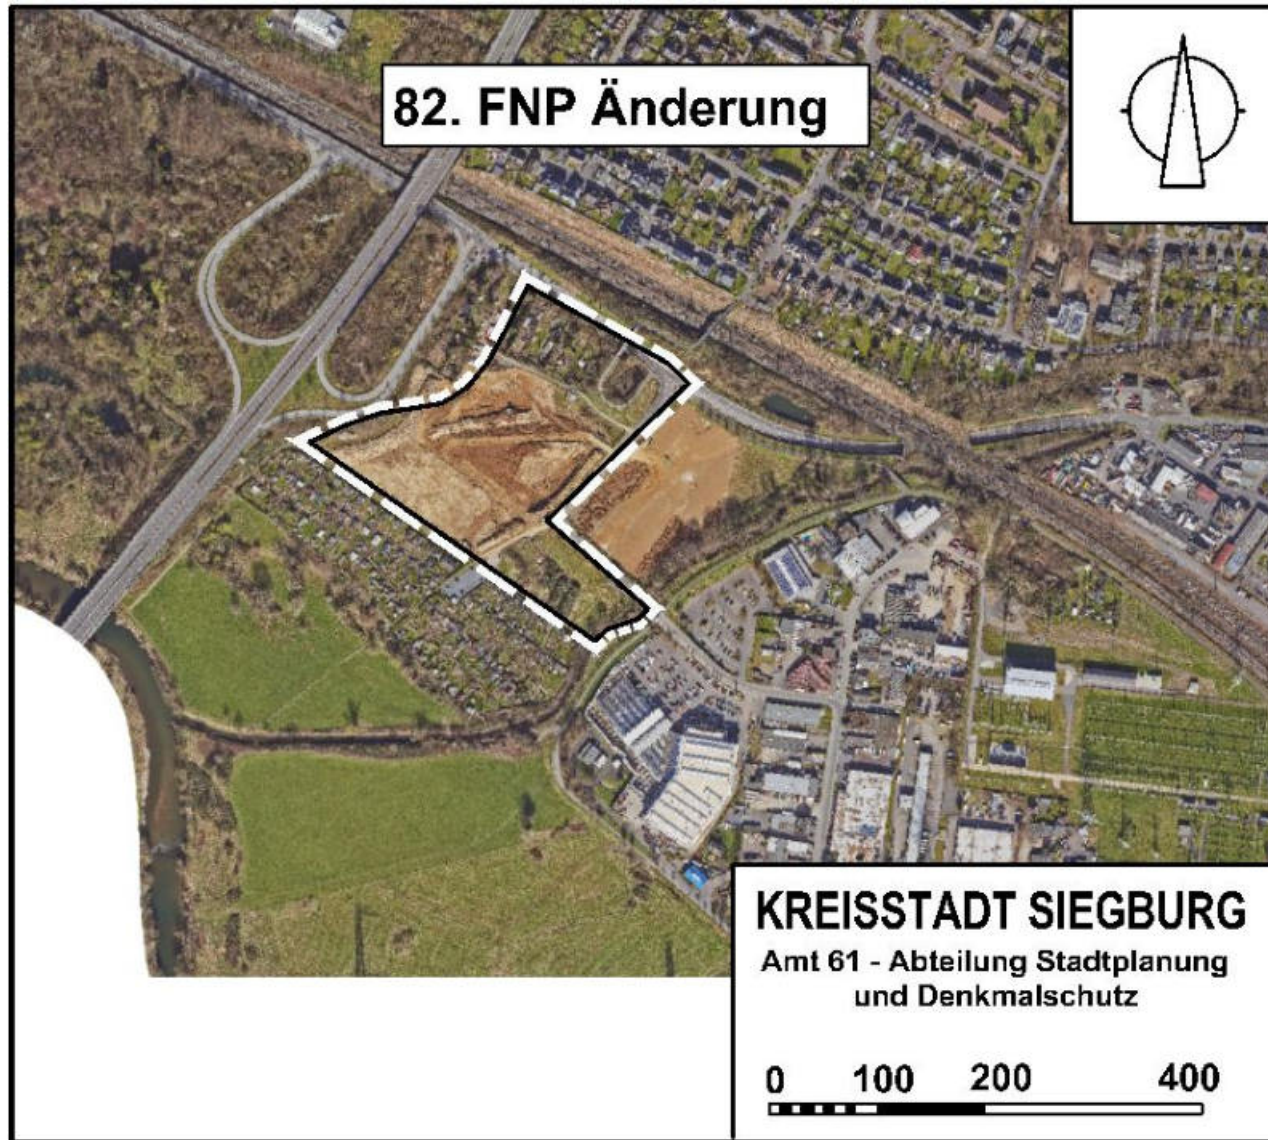 82. FNP Änderung
KREISSTADT SIEGBURG
Amt 61 - Abteilung Stadtplanung
und Denkmalschutz
0 100 200 400